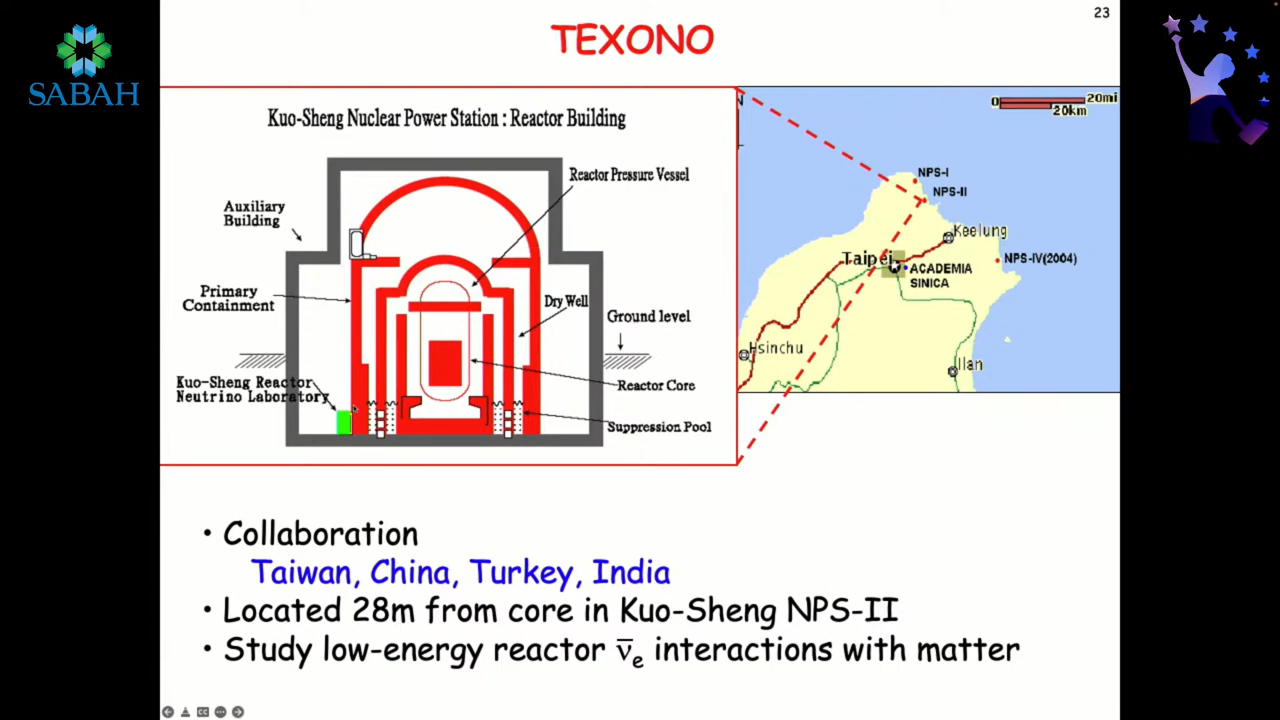 23
TEXONO
SABAH
Kuo-Sheng Nuclear Power Station : Reactor Building
Reactor Pressure Vessel
Auxiliary
Building
Primary
Containment
Dry Well
Ground level
Kuo-Sheng Reactor
Neutrino Laboratory
Reactor Core
Suppression Pool
N
0 20mi
20km
NPS-I
NPS-II
Keelung
Taipei
NPS-IV(2004)
ACADEMIA
SINICA
Hsinchu
Ilan
• Collaboration
Taiwan, China, Turkey, India
• Located 28m from core in Kuo-Sheng NPS-II
• Study low-energy reactor ν̅e interactions with matter
CC